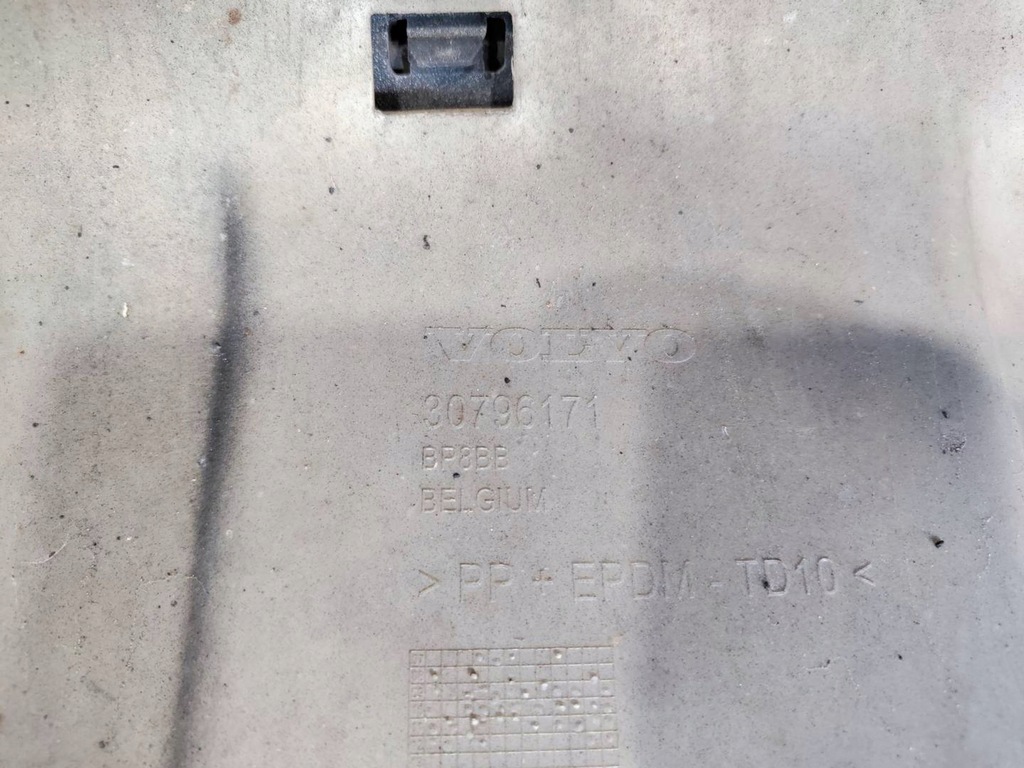 VOLVO
30796171
BP8BB
BELGIUM
> PP + EPDM - TD10 <